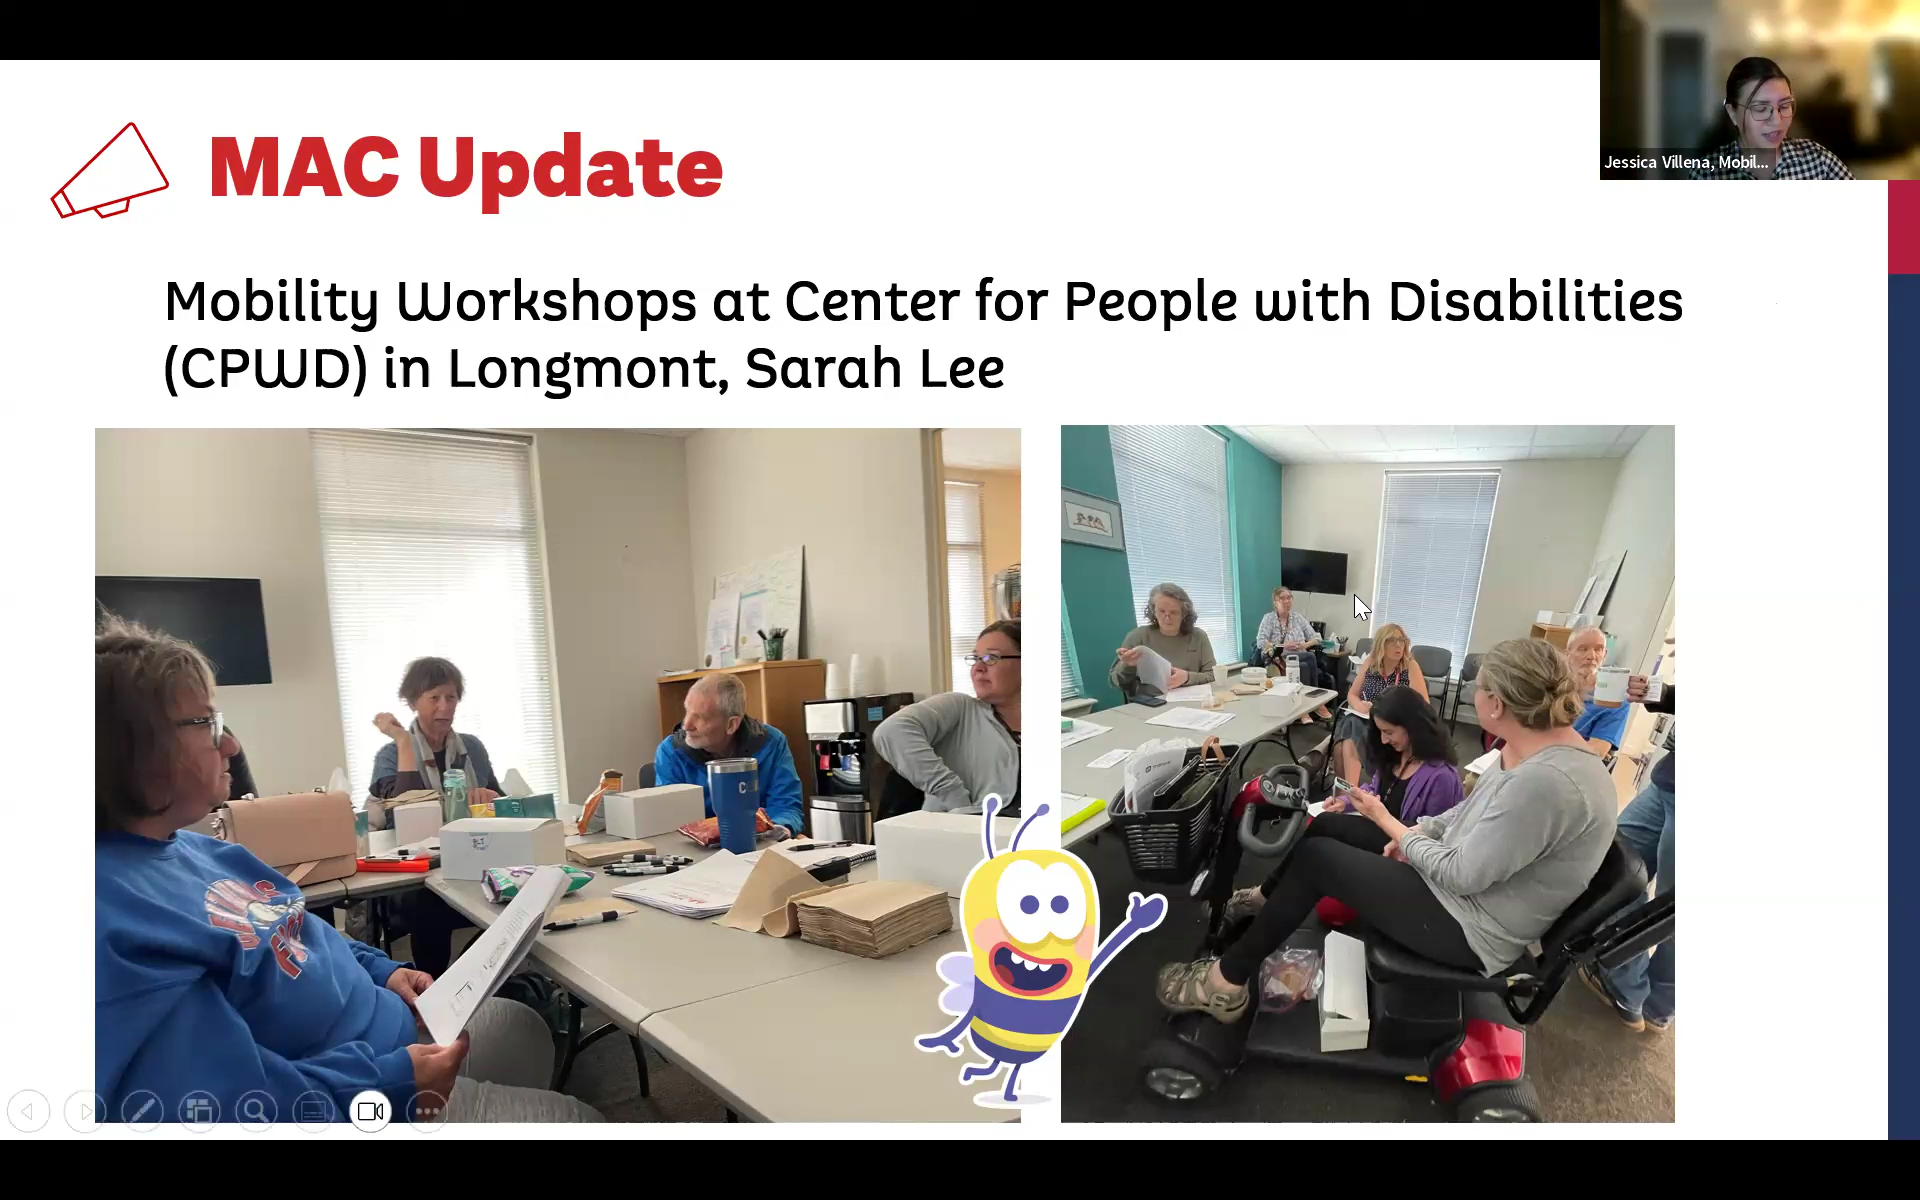 MAC Update
Jessica Villena, Mobil...
Mobility Workshops at Center for People with Disabilities
(CPWD) in Longmont, Sarah Lee